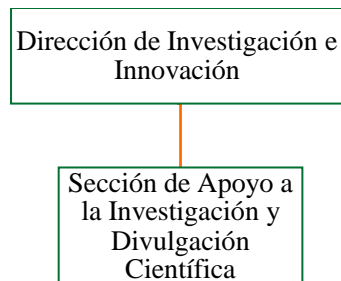 Dirección de Investigación e
Innovación
Sección de Apoyo a
la Investigación y
Divulgación
Científica